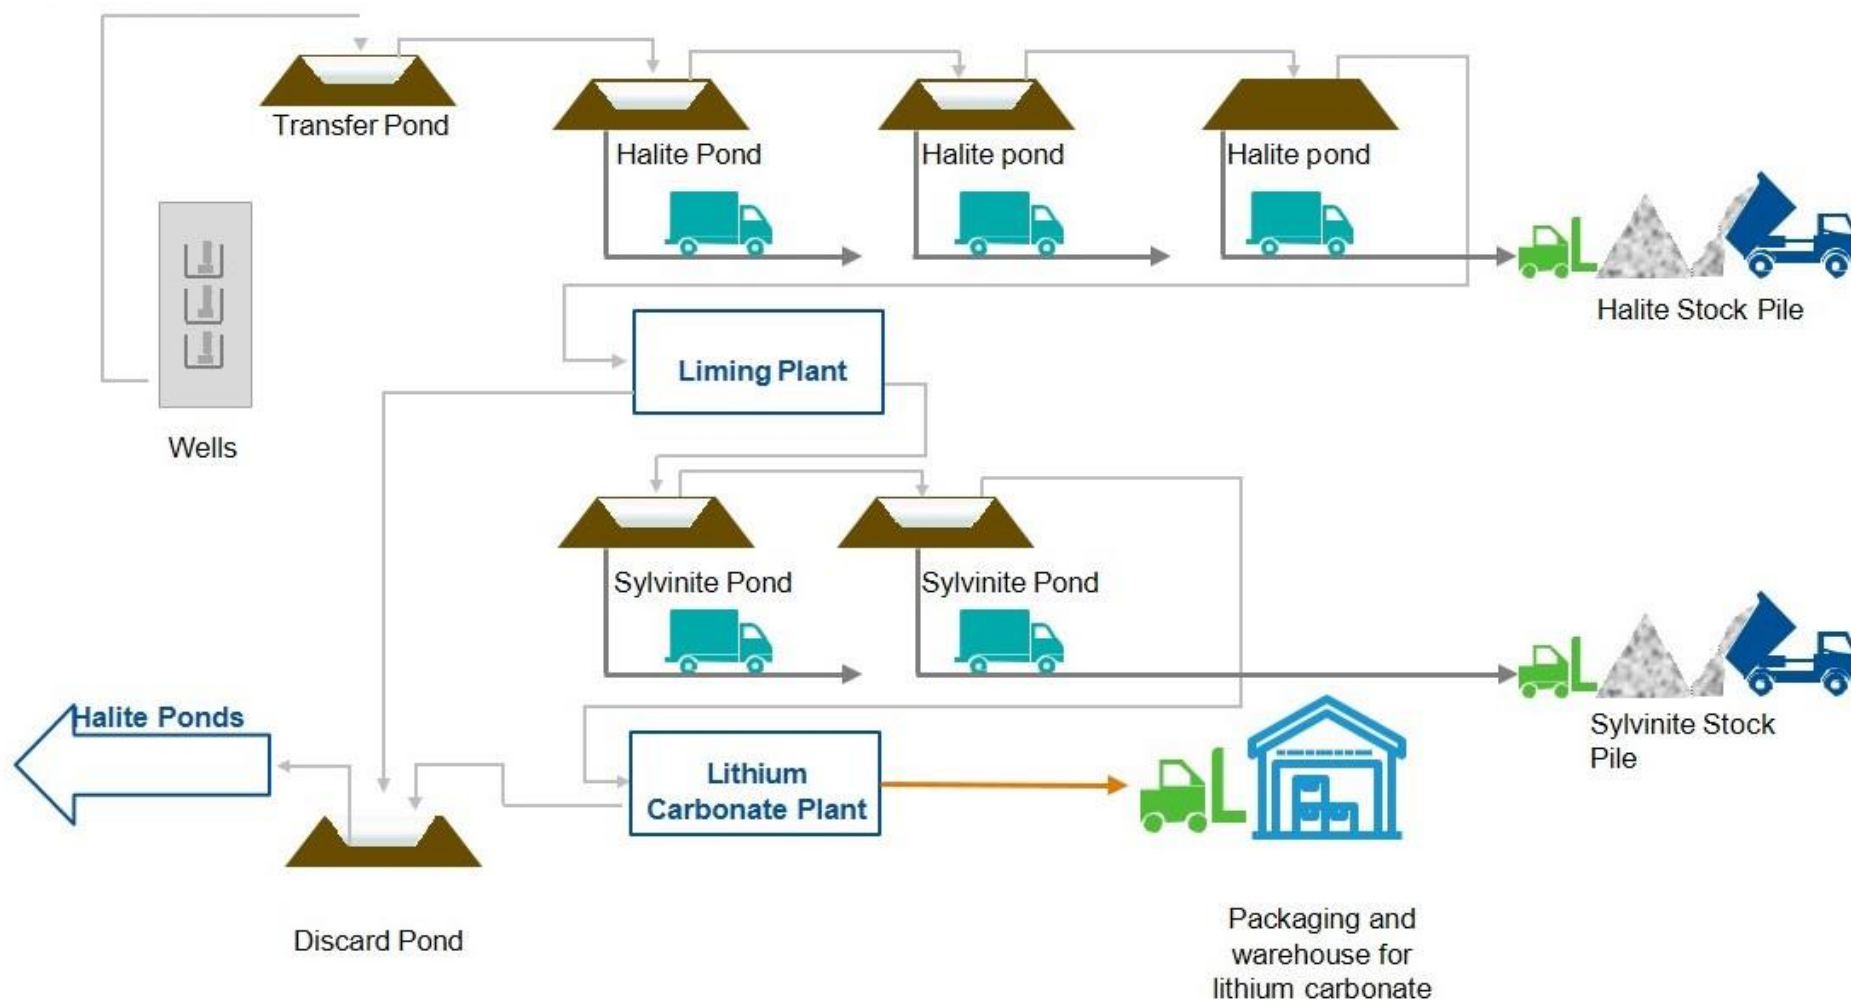 Transfer Pond
Halite Pond
Halite pond
Halite pond
Halite Stock Pile
Liming Plant
Wells
Sylvinite Pond
Sylvinite Pond
Sylvinite Stock
Pile
Halite Ponds
Lithium
Carbonate Plant
Discard Pond
Packaging and
warehouse for
lithium carbonate